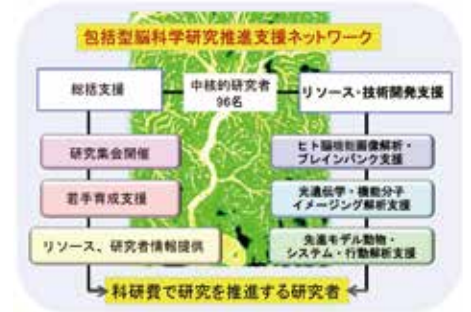 包括型脳科学研究推進支援ネットワーク
総括支援
中核的研究者
96名
リソース・技術開発支援
研究集会開催
ヒト脳機能画像解析・
ブレインバンク支援
若手育成支援
光遺伝学・機能分子
イメージング解析支援
リソース、研究者情報提供
先進モデル動物・
システム・行動解析支援
科研費で研究を推進する研究者